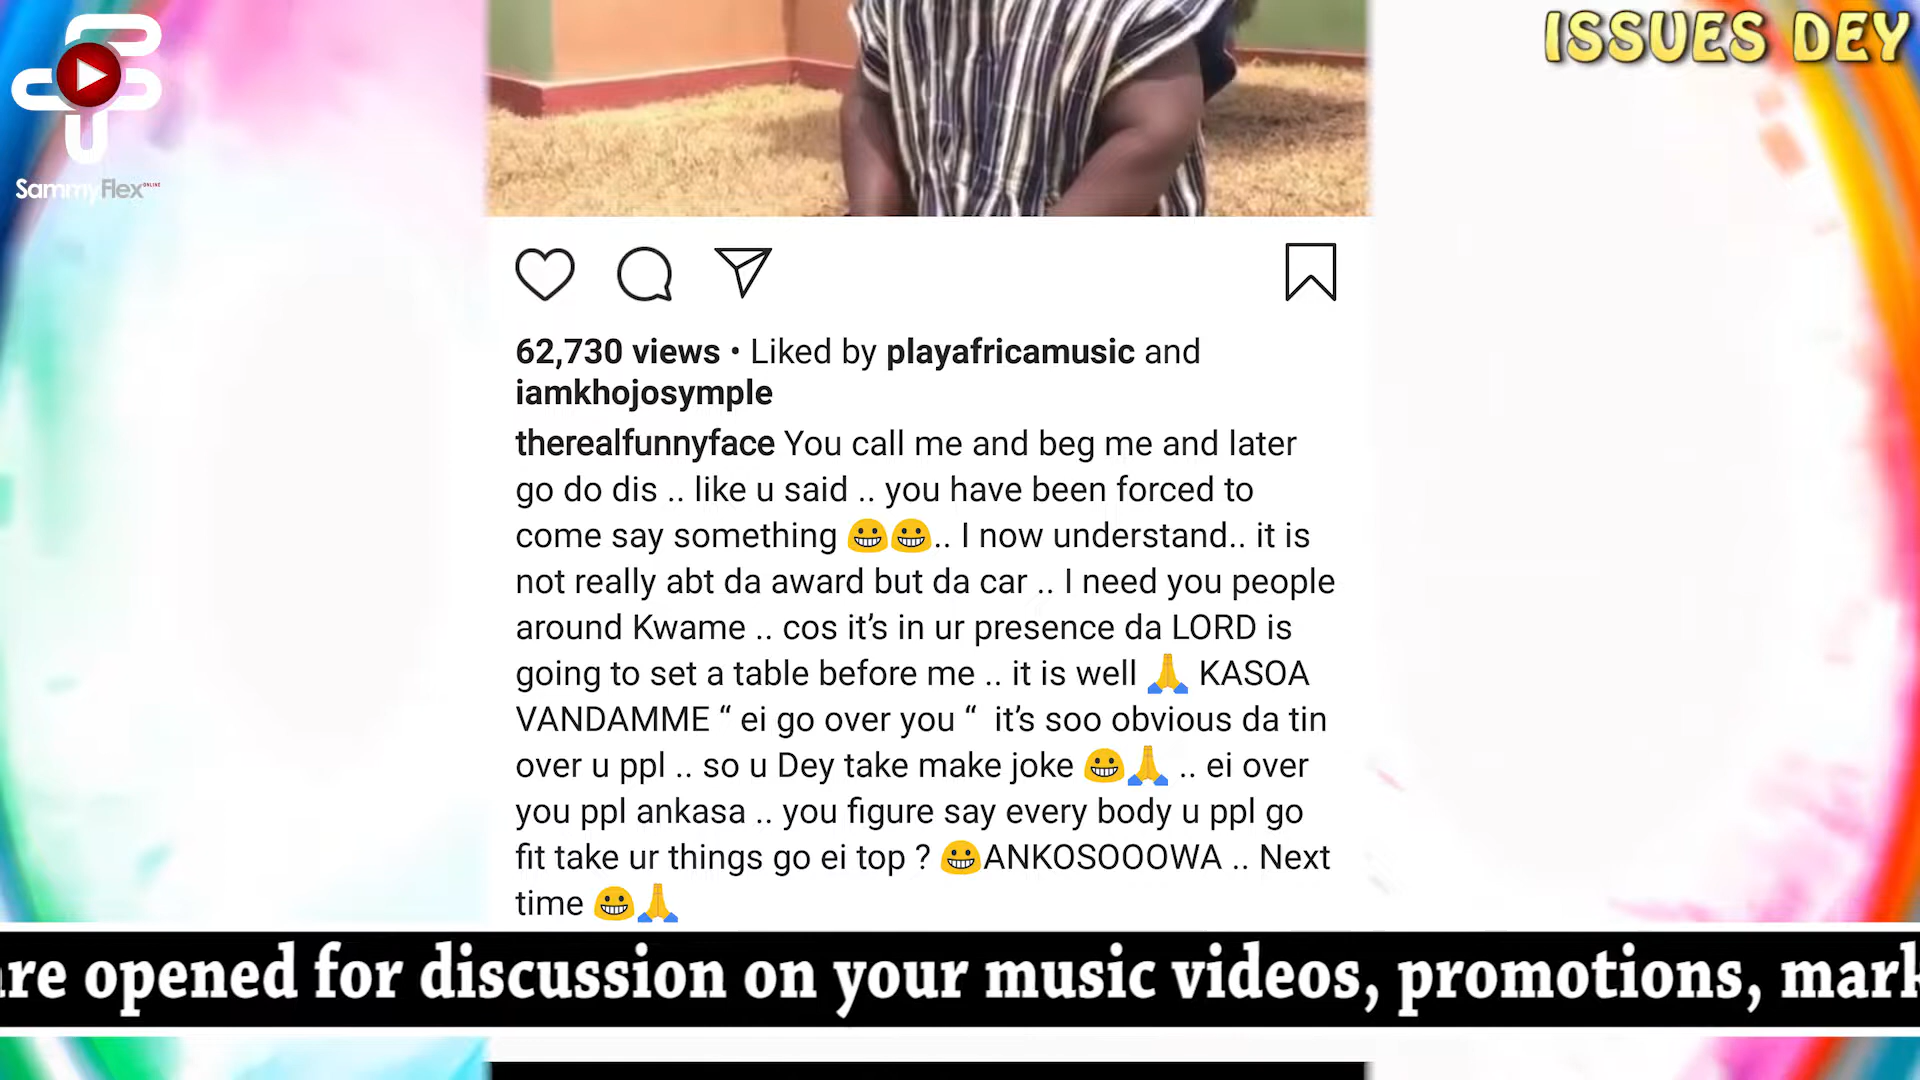 ISSUES DEY
SammyFlex ONLINE
62,730 views • Liked by playafricamusic and
iamkhojosymple
therealfunnyface You call me and beg me and later
go do dis .. like u said .. you have been forced to
come say something 😀😀.. I now understand.. it is
not really abt da award but da car .. I need you people
around Kwame .. cos it’s in ur presence da LORD is
going to set a table before me .. it is well 🙏 KASOA
VANDAMME “ ei go over you “ it’s soo obvious da tin
over u ppl .. so u Dey take make joke 😀🙏 .. ei over
you ppl ankasa .. you figure say every body u ppl go
fit take ur things go ei top ? 😀ANKOSOOOWA .. Next
time 😀🙏
re opened for discussion on your music videos, promotions, mark